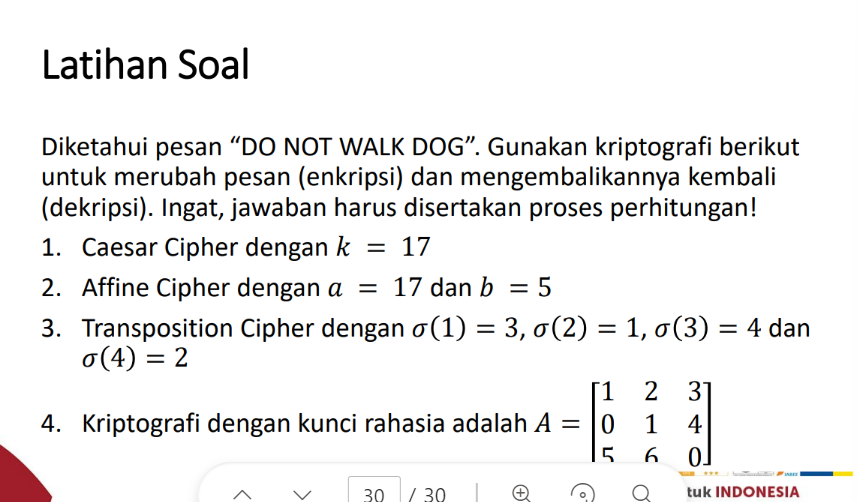 Latihan Soal
Diketahui pesan “DO NOT WALK DOG”. Gunakan kriptografi berikut
untuk merubah pesan (enkripsi) dan mengembalikannya kembali
(dekripsi). Ingat, jawaban harus disertakan proses perhitungan!
1. Caesar Cipher dengan k = 17
2. Affine Cipher dengan a = 17 dan b = 5
3. Transposition Cipher dengan σ(1) = 3, σ(2) = 1, σ(3) = 4 dan
σ(4) = 2
1 2 3
4. Kriptografi dengan kunci rahasia adalah A = 0 1 4
5 6 0
30 / 30
tuk INDONESIA